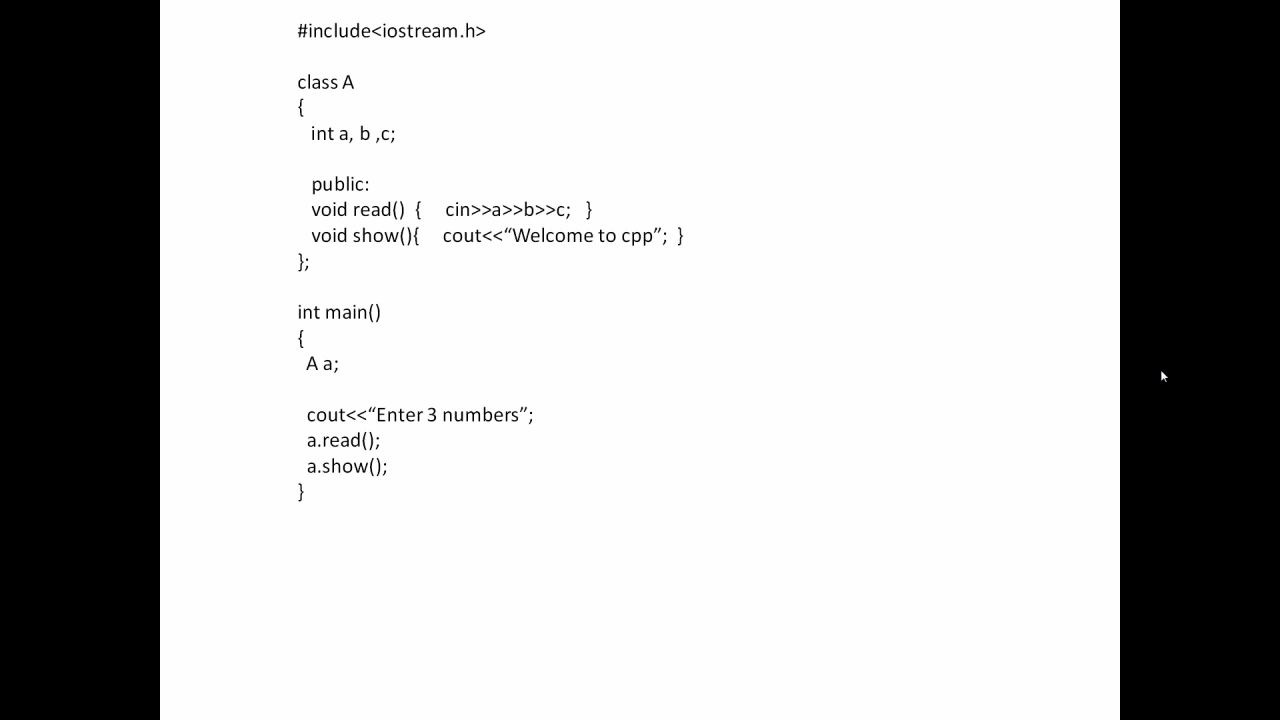 #include<iostream.h>
class A
{
int a, b ,c;
public:
void read() { cin>>a>>b>>c; }
void show(){ cout<<“Welcome to cpp”; }
};
int main()
{
A a;
cout<<“Enter 3 numbers”;
a.read();
a.show();
}